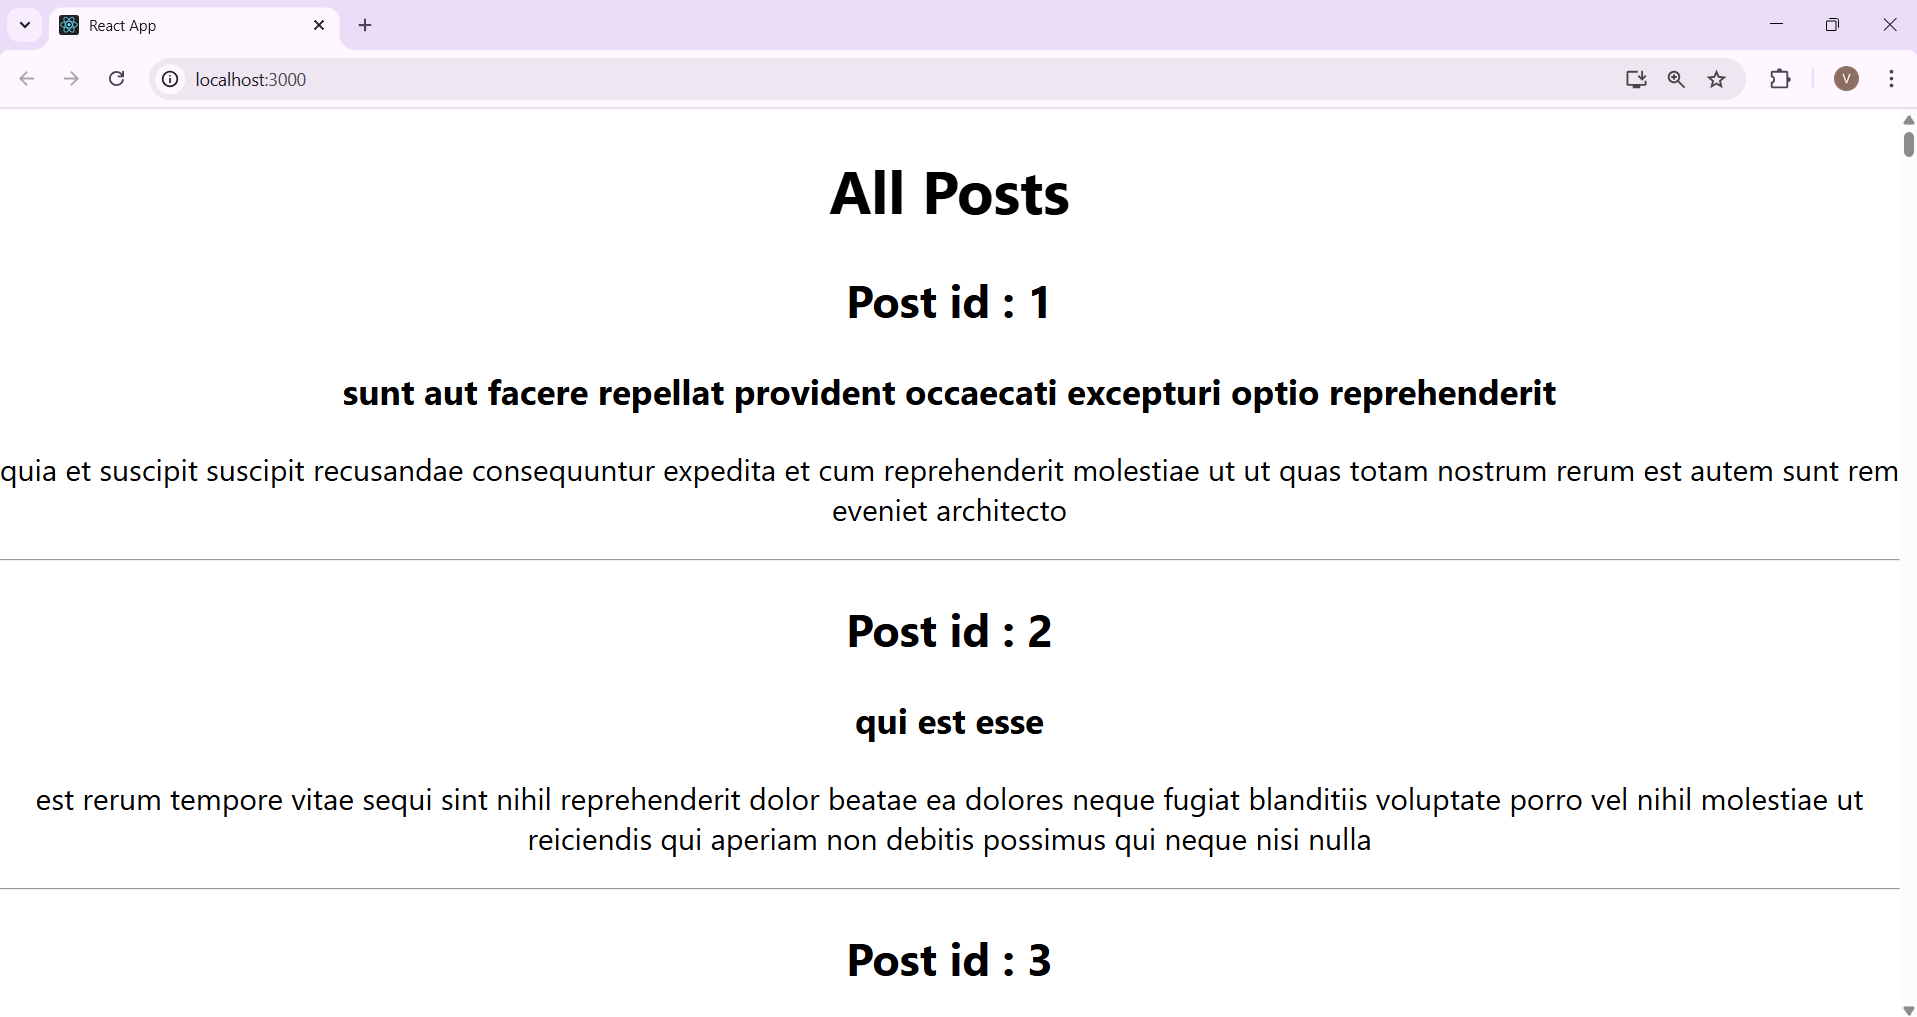 React App
localhost:3000
V
All Posts
Post id : 1
sunt aut facere repellat provident occaecati excepturi optio reprehenderit
quia et suscipit suscipit recusandae consequuntur expedita et cum reprehenderit molestiae ut ut quas totam nostrum rerum est autem sunt rem
eveniet architecto
Post id : 2
qui est esse
est rerum tempore vitae sequi sint nihil reprehenderit dolor beatae ea dolores neque fugiat blanditiis voluptate porro vel nihil molestiae ut
reiciendis qui aperiam non debitis possimus qui neque nisi nulla
Post id : 3